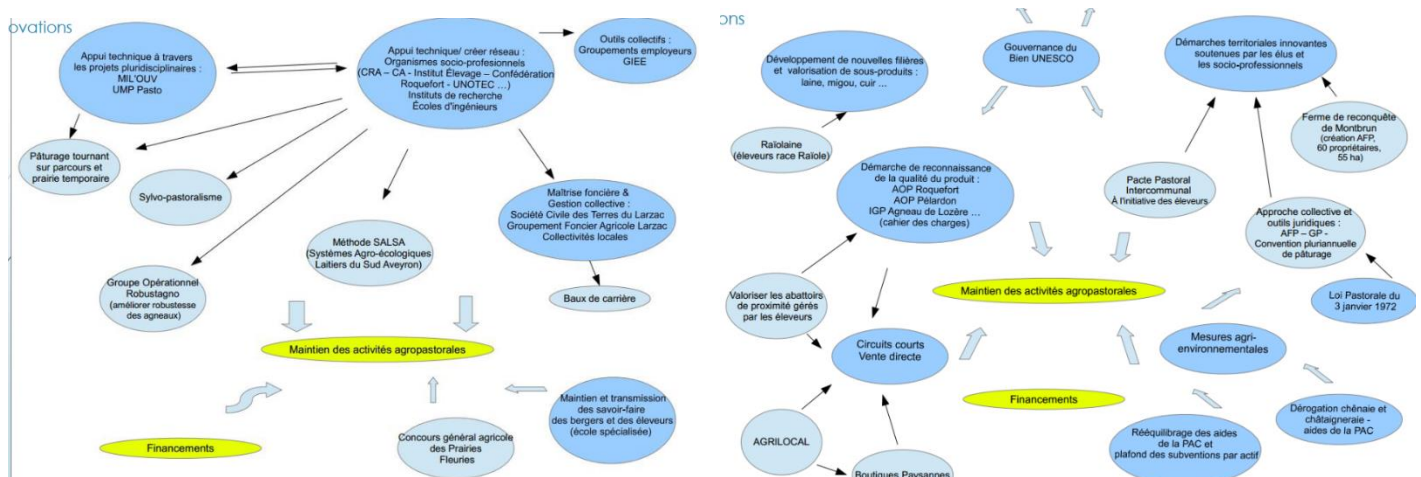 ovations
Appui technique à travers
les projets pluridisciplinaires :
MIL'OUV
UMP Pasto
Appui technique/ créer réseau :
Organismes socio-professionels
(CRA – CA - Institut Élevage – Confédération
Roquefort - UNOTEC …)
Instituts de recherche
Écoles d'ingénieurs
Outils collectifs :
Groupements employeurs
GIEE
Pâturage tournant
sur parcours et
prairie temporaire
Sylvo-pastoralisme
Groupe Opérationnel
Robustagno
(améliorer robustesse
des agneaux)
Méthode SALSA
(Systèmes Agro-écologiques
Laitiers du Sud Aveyron)
Maîtrise foncière &
Gestion collective :
Société Civile des Terres du Larzac
Groupement Foncier Agricole Larzac
Collectivités locales
Baux de carrière
Maintien des activités agropastorales
Financements
Concours général agricole
des Prairies
Fleuries
Maintien et transmission
des savoir-faire
des bergers et des éleveurs
(école spécialisée)
ons
Développement de nouvelles filières
et valorisation de sous-produits :
laine, migou, cuir …
Gouvernance du
Bien UNESCO
Démarches territoriales innovantes
soutenues par les élus et
les socio-professionnels
Raïolaine
(éleveurs race Raïole)
Démarche de reconnaissance
de la qualité du produit :
AOP Roquefort
AOP Pélardon
IGP Agneau de Lozère …
(cahier des charges)
Ferme de reconquête
de Montbrun
(création AFP,
60 propriétaires,
55 ha)
Pacte Pastoral
Intercommunal
À l'initiative des éleveurs
Approche collective et
outils juridiques :
AFP – GP -
Convention pluriannuelle
de pâturage
Loi Pastorale du
3 janvier 1972
Valoriser les abattoirs
de proximité gérés
par les éleveurs
Maintien des activités agropastorales
Circuits courts
Vente directe
Mesures agri-
environnementales
Financements
AGRILOCAL
Boutiques Paysannes
Rééquilibrage des aides
de la PAC et
plafond des subventions par actif
Dérogation chênaie et
châtaigneraie -
aides de la PAC